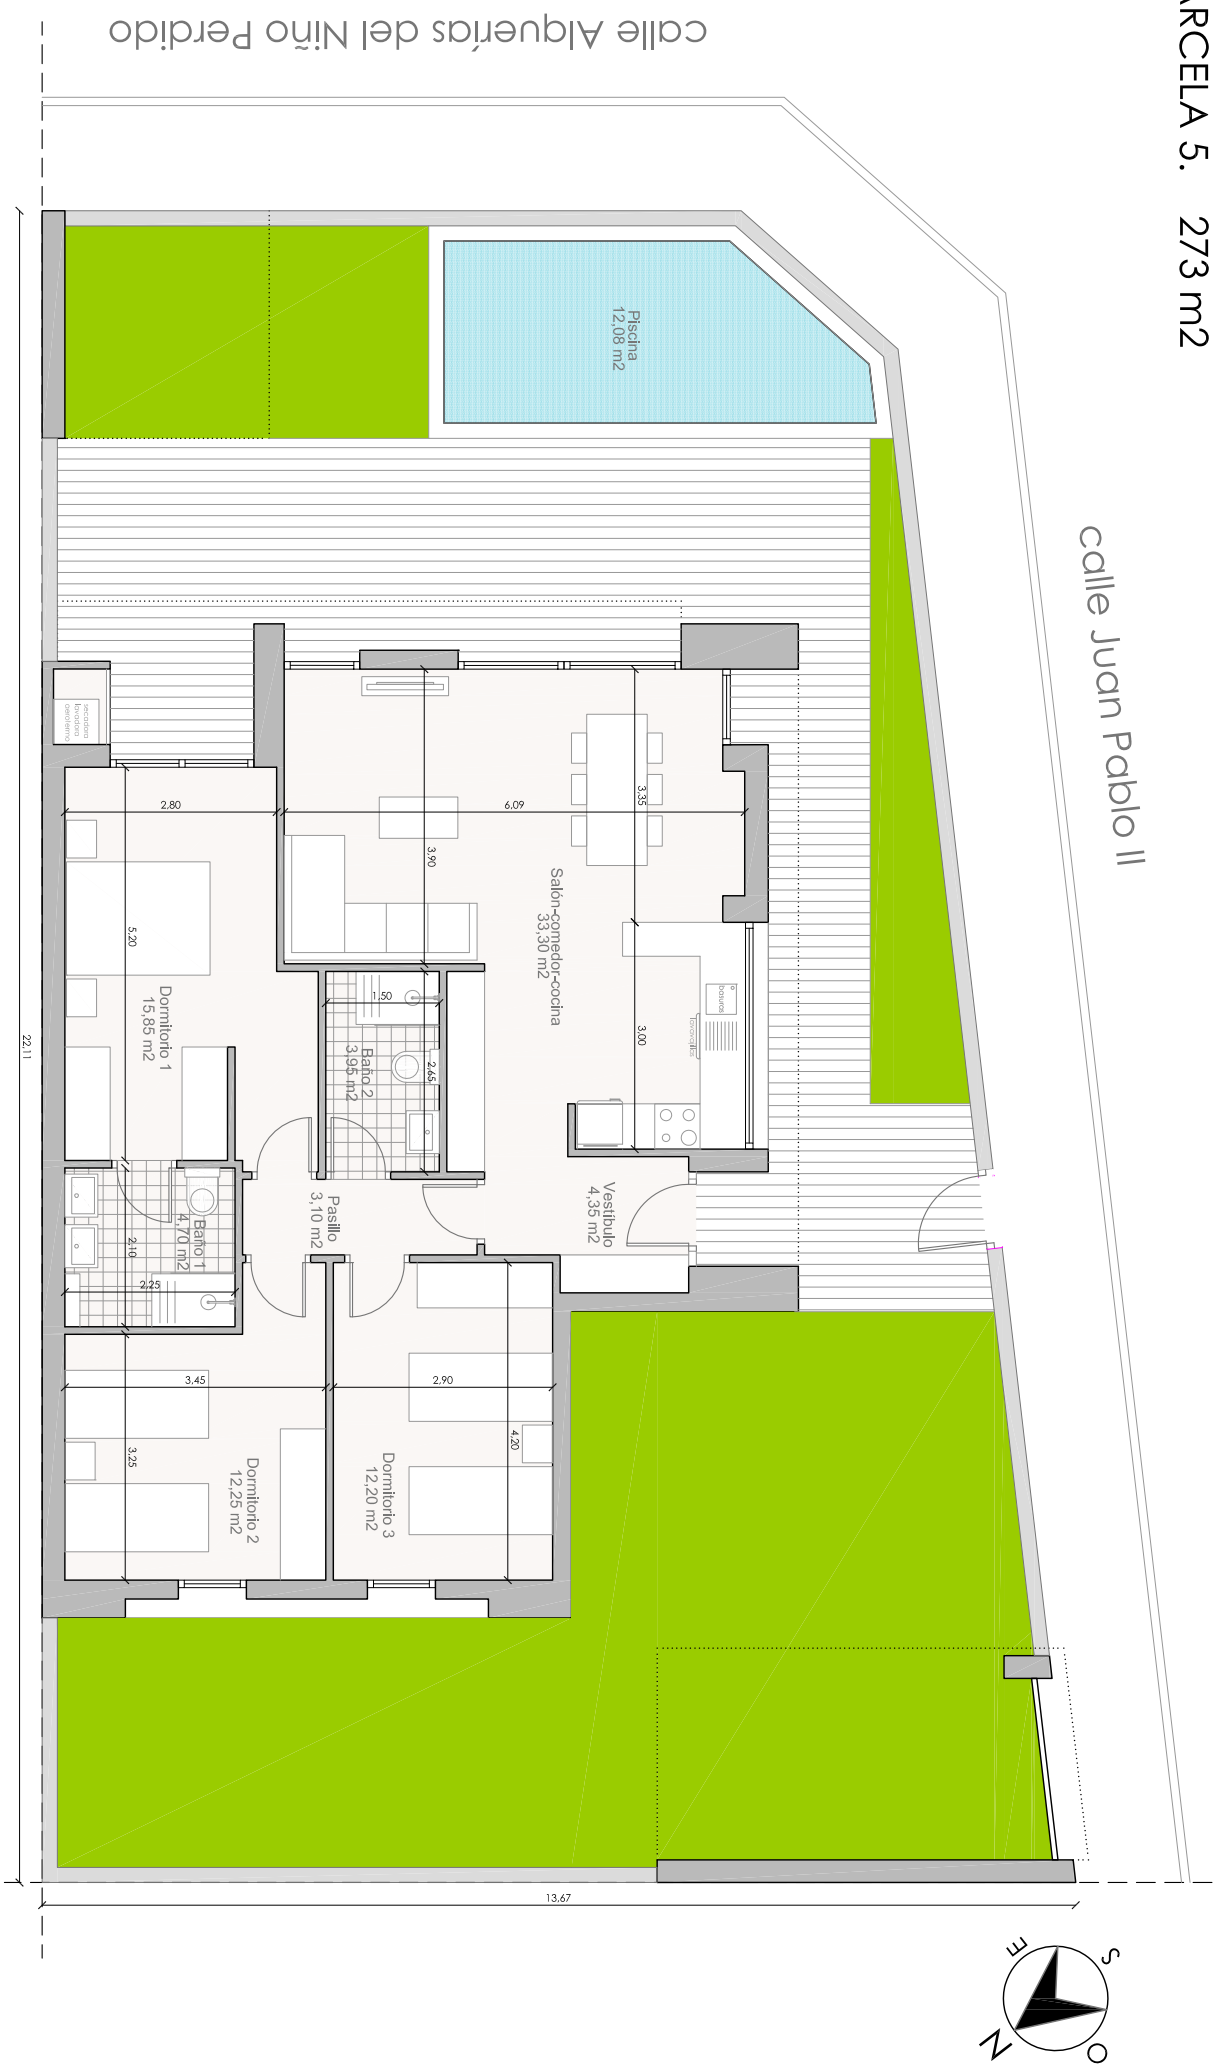 calle Alquerías del Niño Perdido
ARCELA 5. 273 m2
calle Juan Pablo II
Piscina
12,08 m2
secadora
lavadora
aerotermo
2,80
6,09
3,35
3,90
5,20
Salón-comedor-cocina
33,30 m2
basuras
lavavajillas
3,00
1,50
Baño 2
3,95 m2
2,65
Dormitorio 1
15,85 m2
22,11
Pasillo
3,10 m2
Vestíbulo
4,35 m2
Baño 1
4,70 m2
2,10
2,25
3,45
2,90
3,25
4,20
Dormitorio 2
12,25 m2
Dormitorio 3
12,20 m2
13,67
E
S
N
O